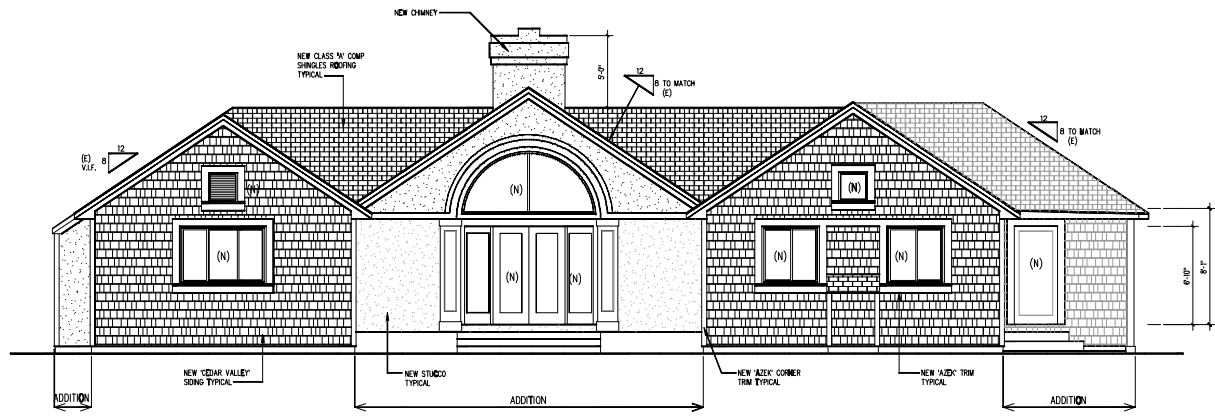 NEW CHIMNEY
NEW CLASS 'A' COMP
SHINGLES ROOFING
TYPICAL
5'-0"
12
8 TO MATCH
(E)
12
8 TO MATCH
(E)
(E)
V.I.F.
12
8
(N)
(N)
(N)
(N)
(N)
(N)
(N)
(N)
(N)
6'-10"
8'-1"
NEW 'CEDAR VALLEY'
SIDING TYPICAL
NEW STUCCO
TYPICAL
NEW 'AZEK' CORNER
TRIM TYPICAL
NEW 'AZEK' TRIM
TYPICAL
ADDITION
ADDITION
ADDITION